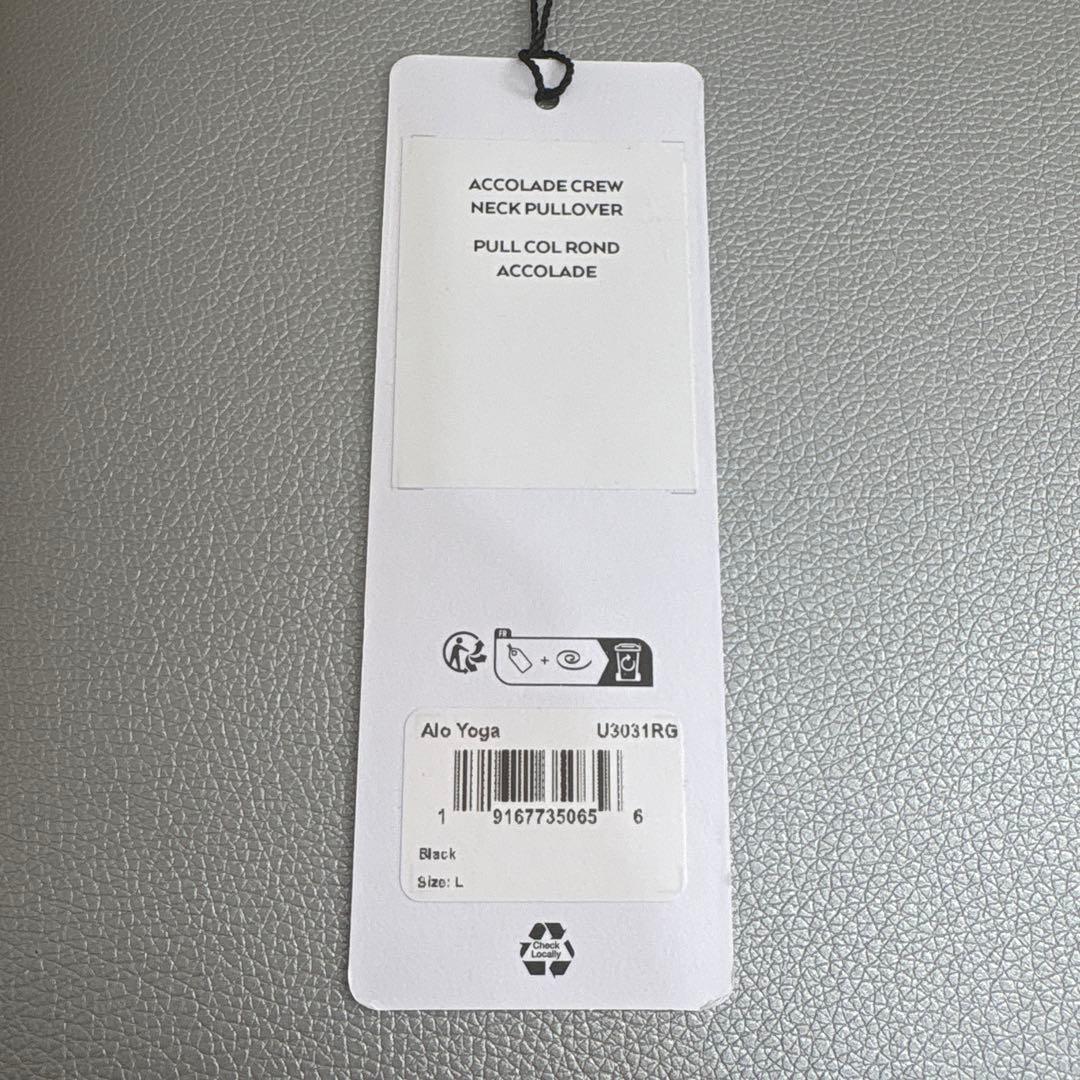 ACCOLADE CREW
NECK PULLOVER
PULL COL ROND
ACCOLADE
FR
+
Alo Yoga U3031RG
1 9167735065 6
Black
Size: L
Check
Locally